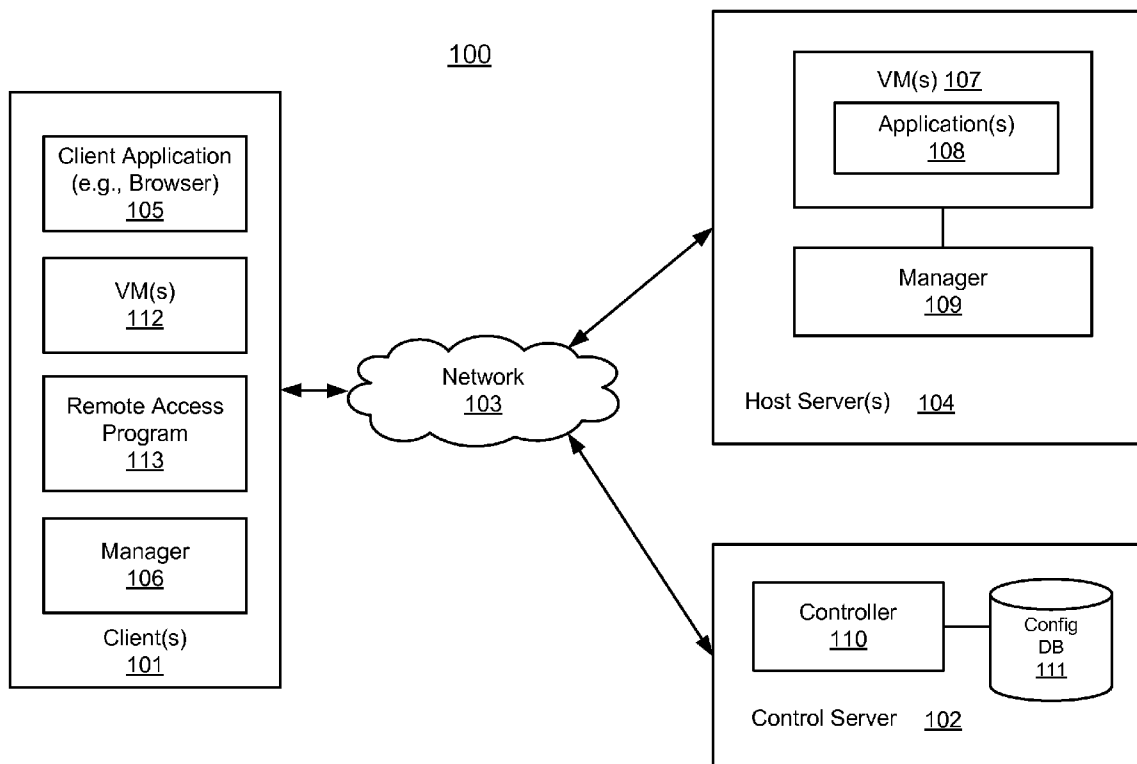 100
Client Application
(e.g., Browser)
105
VM(s)
112
Remote Access
Program
113
Manager
106
Client(s)
101
Network
103
VM(s) 107
Application(s)
108
Manager
109
Host Server(s) 104
Controller
110
Config
DB
111
Control Server 102